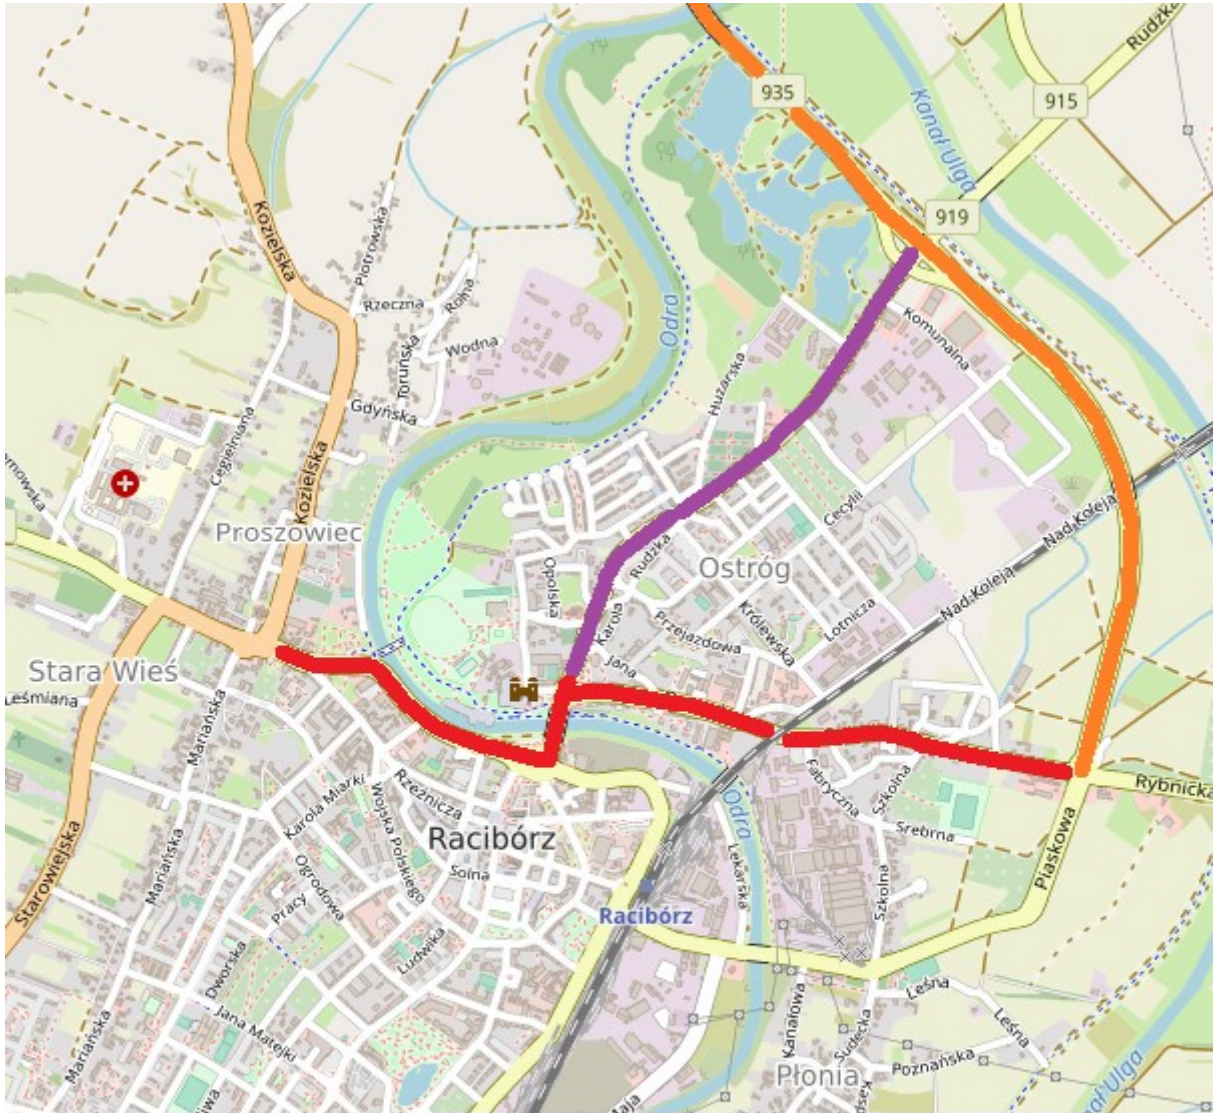 Rudzka
935
915
Kanał Ulga
919
Kozielska
Piotrowska
Rzeczna
Rolna
Odra
Wodna
Toruńska
Komunalna
Huzarska
Gdyńska
Cegielniana
Kozielska
Cecylii
Nad Koleją
Proszowiec
Rudzka
Ostróg
Opolska
Nad Koleją
Karola
Królewska
Lotnicza
Przejazdowa
Jana
Stara Wieś
Leśmiana
Mariańska
Rybnicka
Fabryczna
Szkolna
Karola Miarki
Rzeźnicza
Odra
Srebrna
Wojska Polskiego
Racibórz
Piaskowa
Mariańska
Starowiejska
Ogrodowa
Solna
Lekarska
Pracy
Szkolna
Racibórz
Ludwika
Dworska
Leśna
Kanałowa
Jana Matejki
Leśna
Sudecka
Mariańska
Poznańska
Płonia
Kanał Ulga